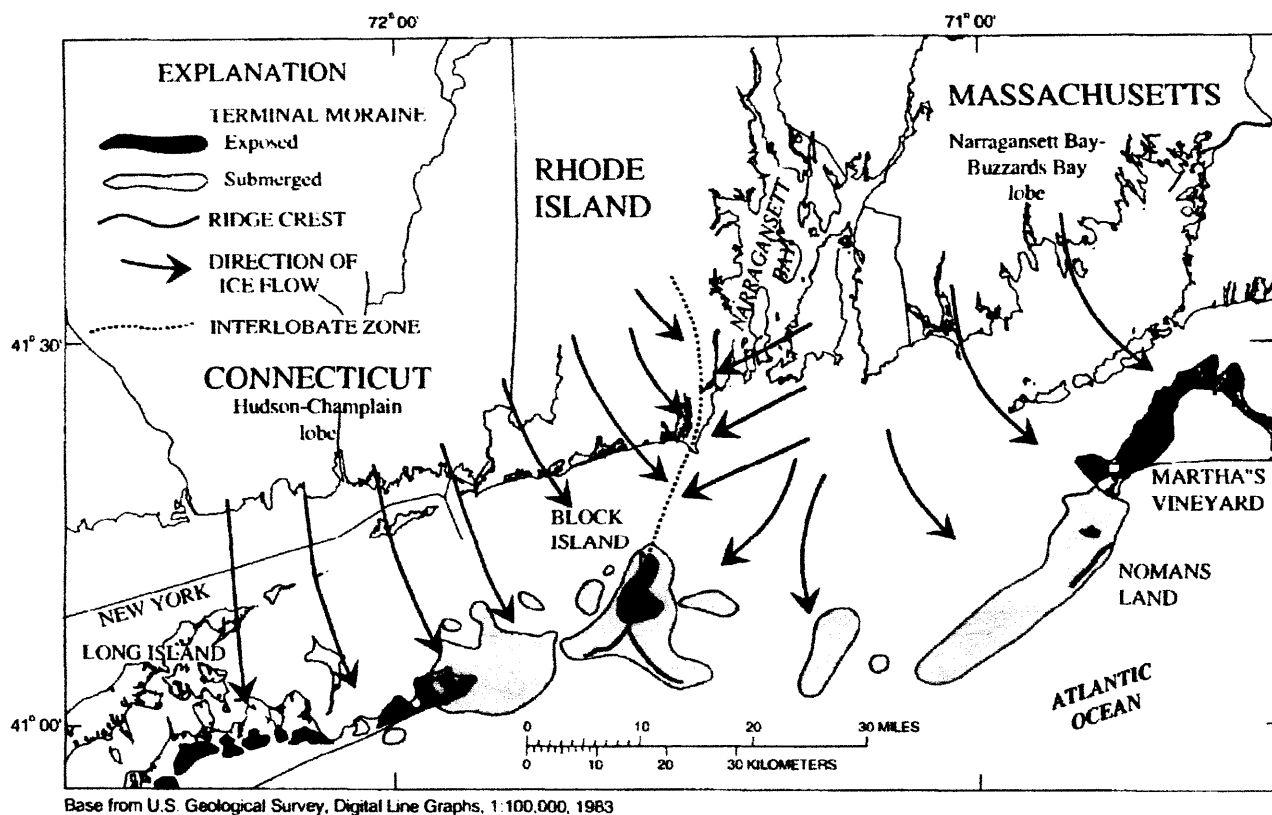 72° 00'
71° 00'
EXPLANATION
TERMINAL MORAINE
Exposed
Submerged
RIDGE CREST
DIRECTION OF
ICE FLOW
INTERLOBATE ZONE
MASSACHUSETTS
Narragansett Bay-
Buzzards Bay
lobe
RHODE
ISLAND
NARRAGANSETT
BAY
41° 30'
CONNECTICUT
Hudson-Champlain
lobe
MARTHA"S
VINEYARD
BLOCK
ISLAND
NOMANS
LAND
NEW YORK
LONG ISLAND
ATLANTIC
OCEAN
41° 00'
0 10 20 30 MILES
0 10 20 30 KILOMETERS
Base from U.S. Geological Survey, Digital Line Graphs, 1:100,000, 1983